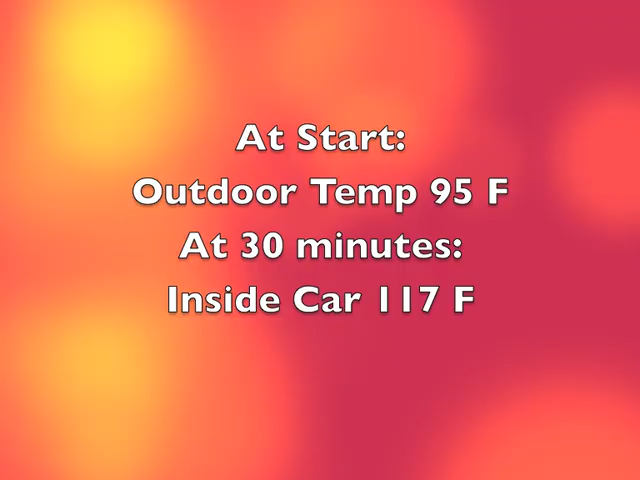 At Start:
Outdoor Temp 95 F
At 30 minutes:
Inside Car 117 F